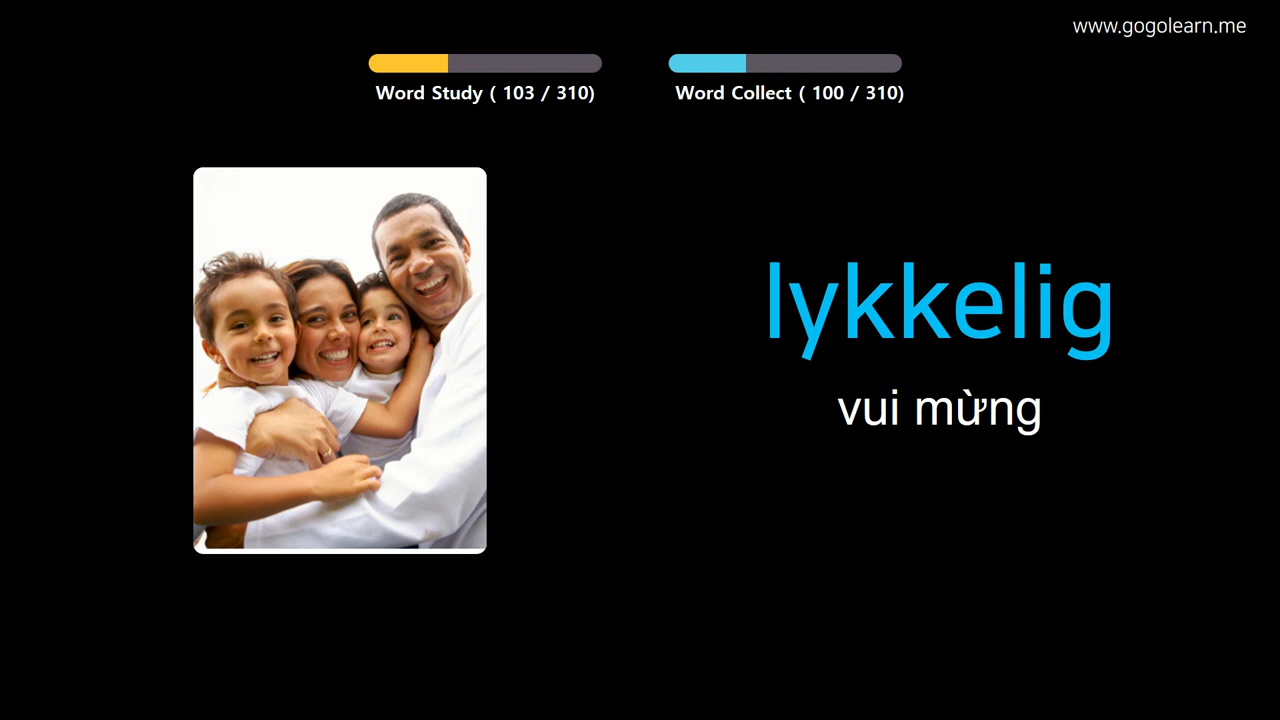 www.gogolearn.me
Word Study ( 103 / 310)
Word Collect ( 100 / 310)
lykkelig
vui mừng